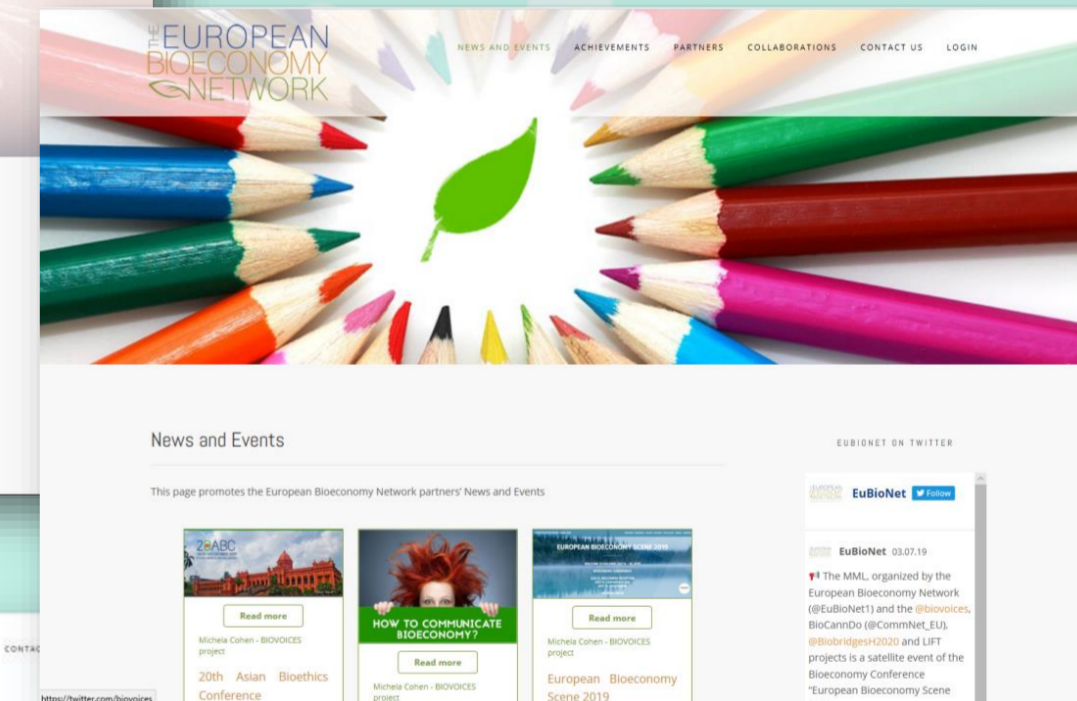 THE EUROPEAN
BIOECONOMY
NETWORK
NEWS AND EVENTS ACHIEVEMENTS PARTNERS COLLABORATIONS CONTACT US LOGIN
News and Events
This page promotes the European Bioeconomy Network partners' News and Events
20ABC
Read more
Michela Cohen - BIOVOICES
project
20th Asian Bioethics
Conference
HOW TO COMMUNICATE
BIOECONOMY?
Read more
Michela Cohen - BIOVOICES
project
EUROPEAN BIOECONOMY SCENE 2019
Read more
Michela Cohen - BIOVOICES
project
European Bioeconomy
Scene 2019
EUBIONET ON TWITTER
EuBioNet Follow
EuBioNet 03.07.19
The MML, organized by the
European Bioeconomy Network
(@EuBioNet1) and the @biovoices,
BioCannDo (@CommNet_EU),
@BiobridgesH2020 and LIFT
projects is a satellite event of the
Bioeconomy Conference
"European Bioeconomy Scene
CONTAC
https://twitter.com/biovoices